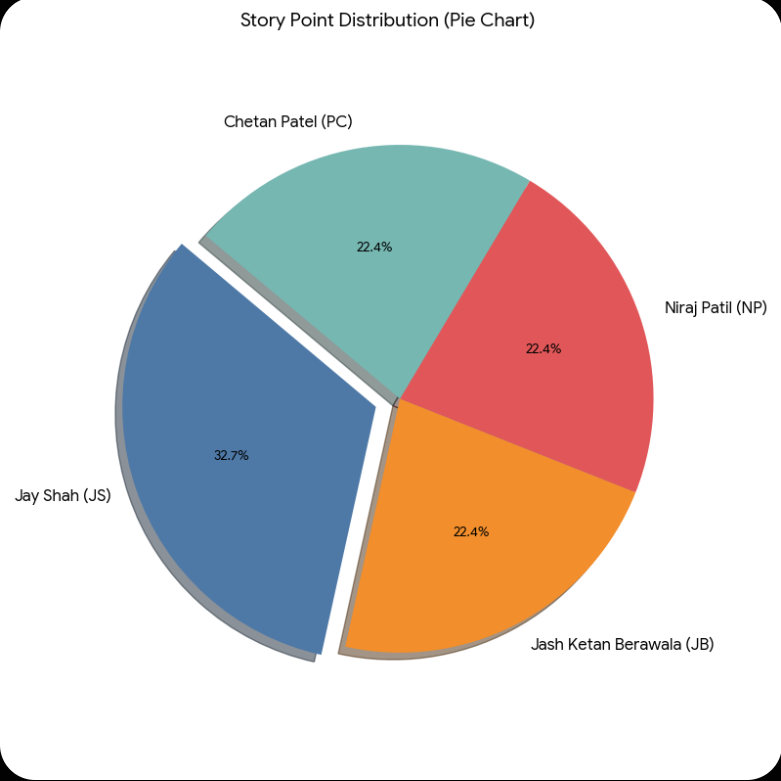 Story Point Distribution (Pie Chart)
Chetan Patel (PC)
22.4%
Niraj Patil (NP)
22.4%
32.7%
Jay Shah (JS)
22.4%
Jash Ketan Berawala (JB)